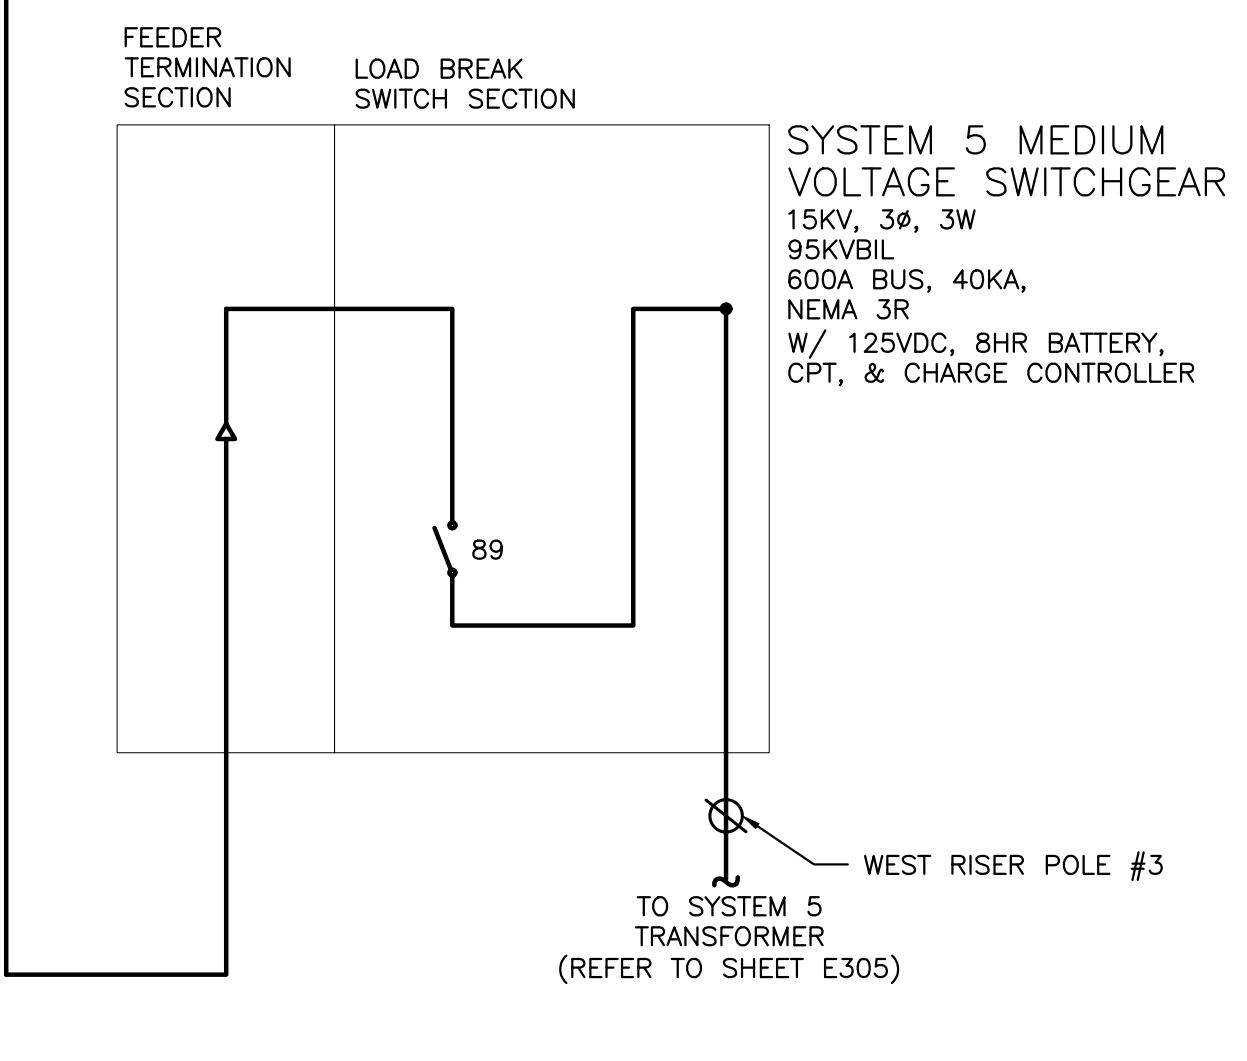 FEEDER
TERMINATION
SECTION
LOAD BREAK
SWITCH SECTION
SYSTEM 5 MEDIUM
VOLTAGE SWITCHGEAR
15KV, 3ø, 3W
95KVBIL
600A BUS, 40KA,
NEMA 3R
W/ 125VDC, 8HR BATTERY,
CPT, & CHARGE CONTROLLER
89
WEST RISER POLE #3
TO SYSTEM 5
TRANSFORMER
(REFER TO SHEET E305)